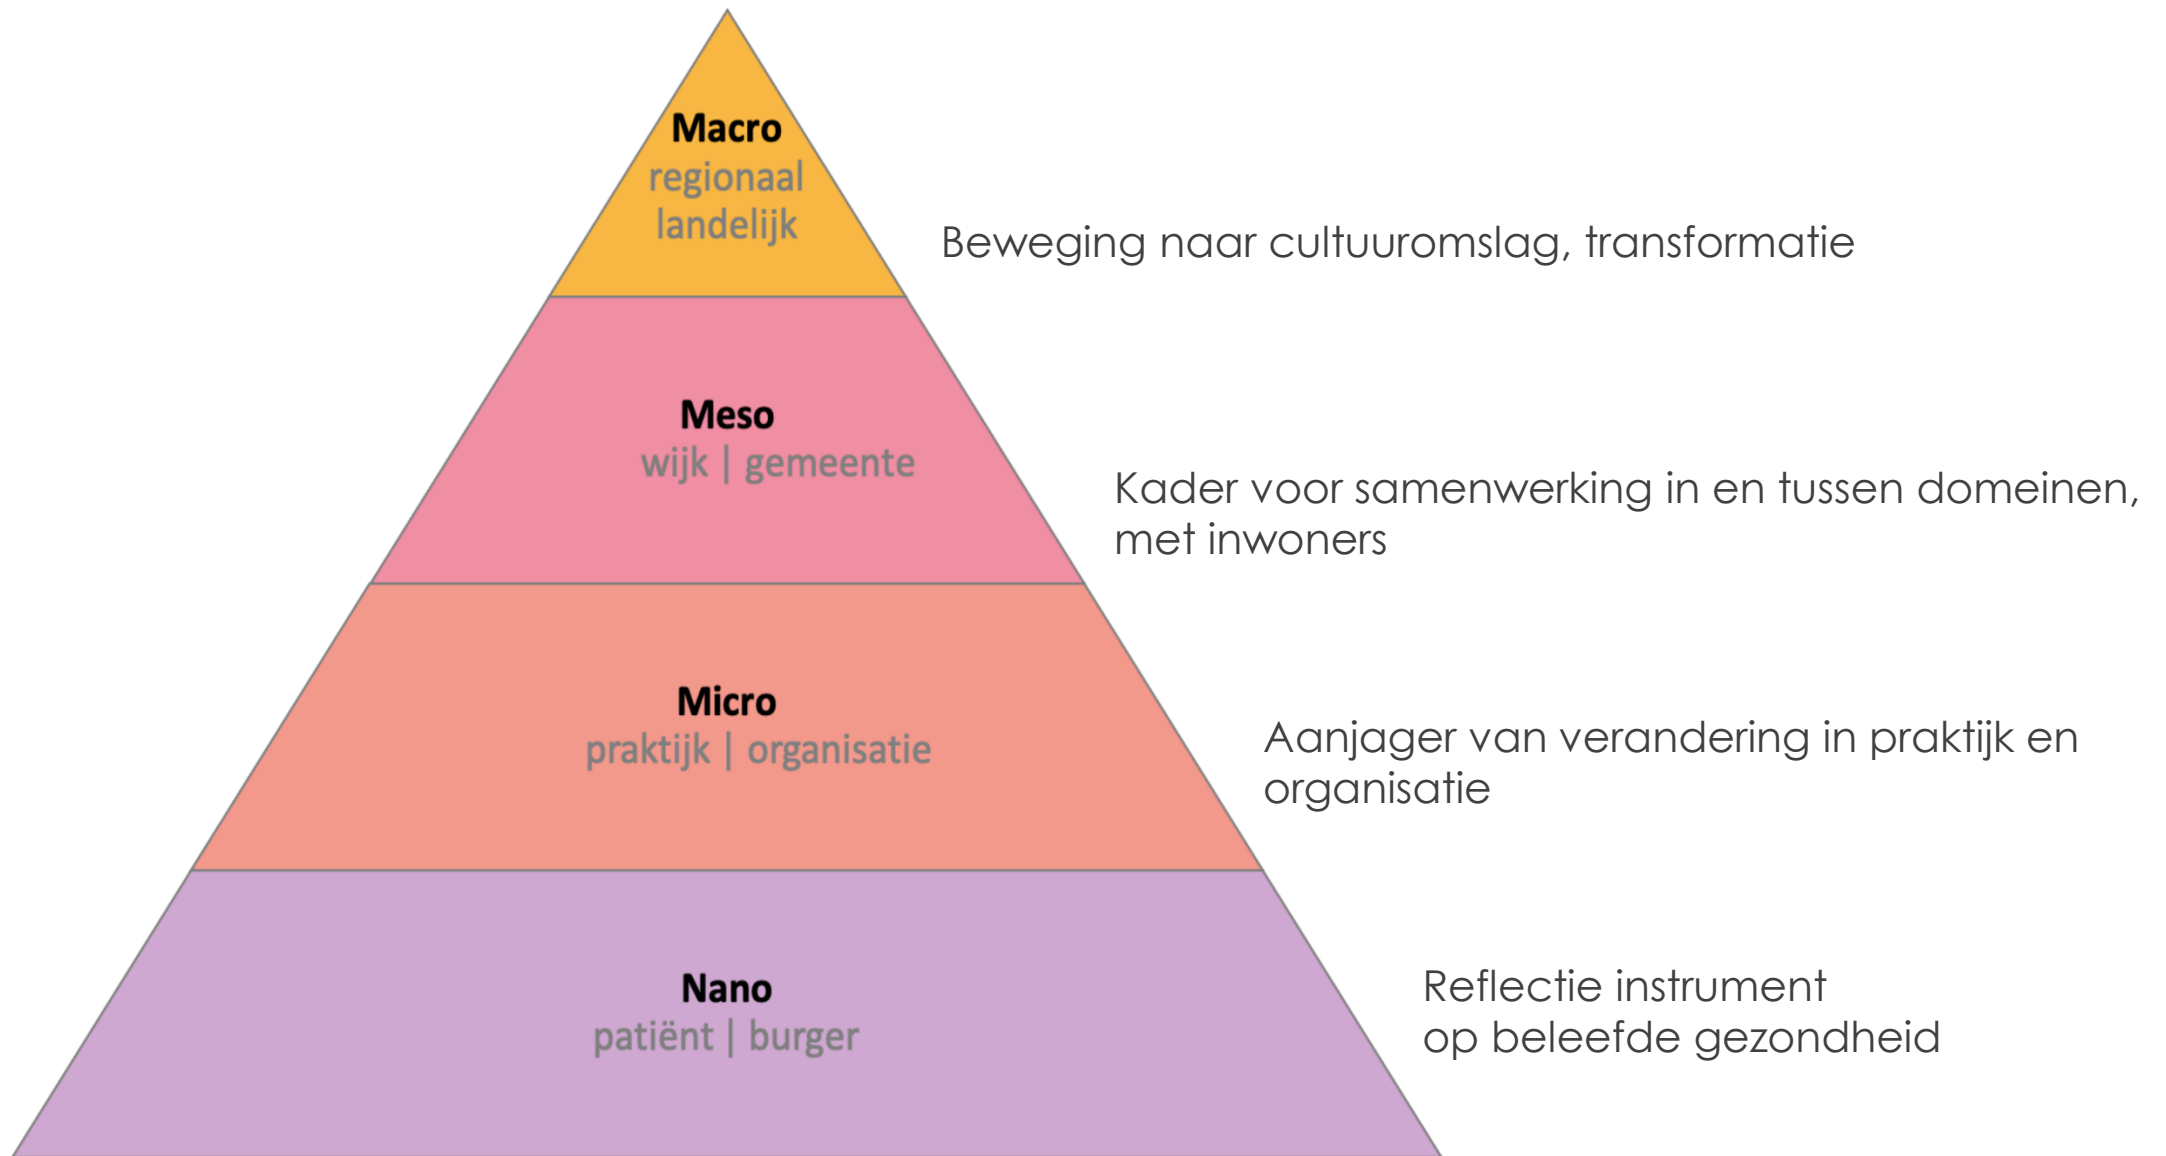 Macro
regionaal
landelijk
Beweging naar cultuuromslag, transformatie
Meso
wijk | gemeente
Kader voor samenwerking in en tussen domeinen,
met inwoners
Micro
praktijk | organisatie
Aanjager van verandering in praktijk en
organisatie
Nano
patiënt | burger
Reflectie instrument
op beleefde gezondheid